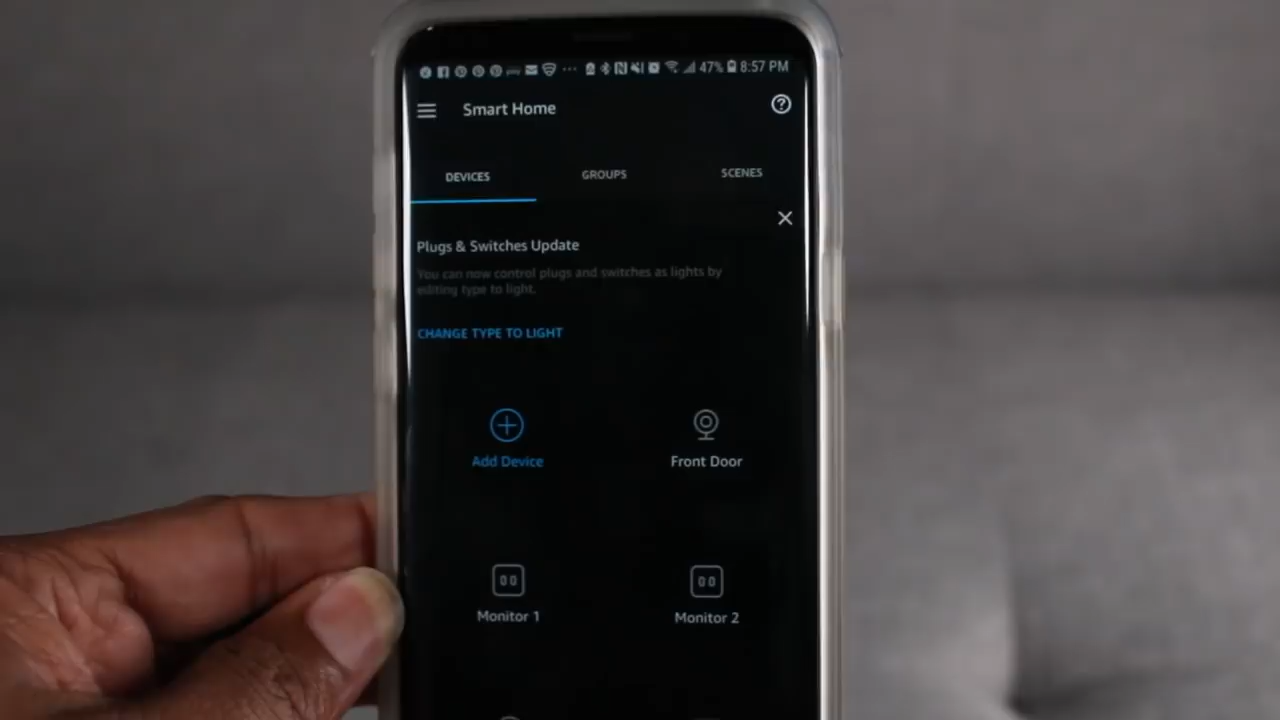 47% 8:57 PM
Smart Home
DEVICES GROUPS SCENES
Plugs & Switches Update
You can now control plugs and switches as lights by
editing type to light.
CHANGE TYPE TO LIGHT
Add Device Front Door
Monitor 1 Monitor 2